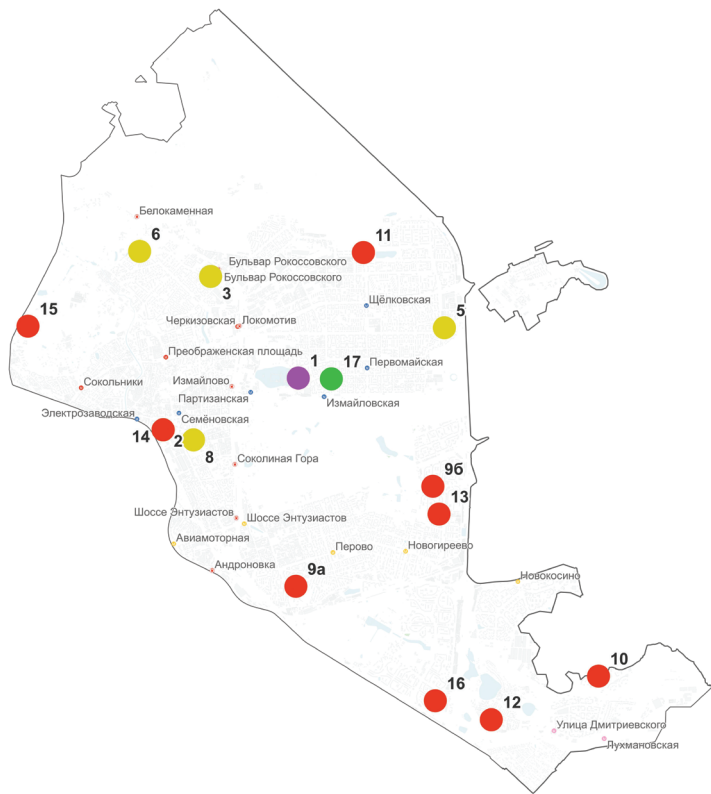 Белокаменная
6
11
Бульвар Рокоссовского
Бульвар Рокоссовского
3
Щёлковская
15
5
Черкизовская
Локомотив
Преображенская площадь
1
17
Первомайская
Сокольники
Измайлово
Партизанская
Измайловская
Электрозаводская
Семёновская
14
2
8
Соколиная Гора
9б
13
Шоссе Энтузиастов
Шоссе Энтузиастов
Авиамоторная
Перово
Новогиреево
Андроновка
9а
Новокосино
10
16
12
Улица Дмитриевского
Лухмановская